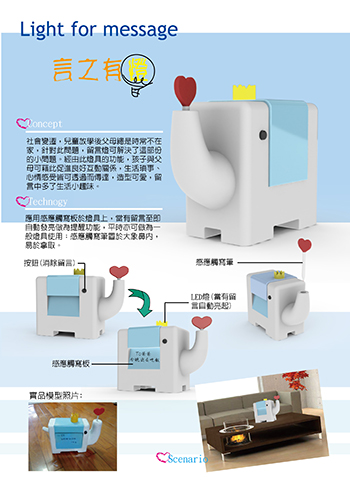 Light for message
言之有燈
Concept
社會變遷，兒童放學後父母總是時常不在
家，針對此問題，留言燈可解決了這部份
的小問題。經由此燈具的功能，孩子與父
母可藉此促進良好互動關係，生活瑣事、
心情感受皆可透過而傳達，造型可愛，留
言中多了生活小趣味。
Technogy
應用感應觸寫板於燈具上，當有留言至即
自動發亮做為提醒功能，平時亦可做為一
般燈具使用；感應觸寫筆置於大象鼻內，
易於拿取。
按鈕(消除留言)
感應觸寫筆
LED燈(當有留
言自動亮起)
感應觸寫板
實品模型照片:
Scenario